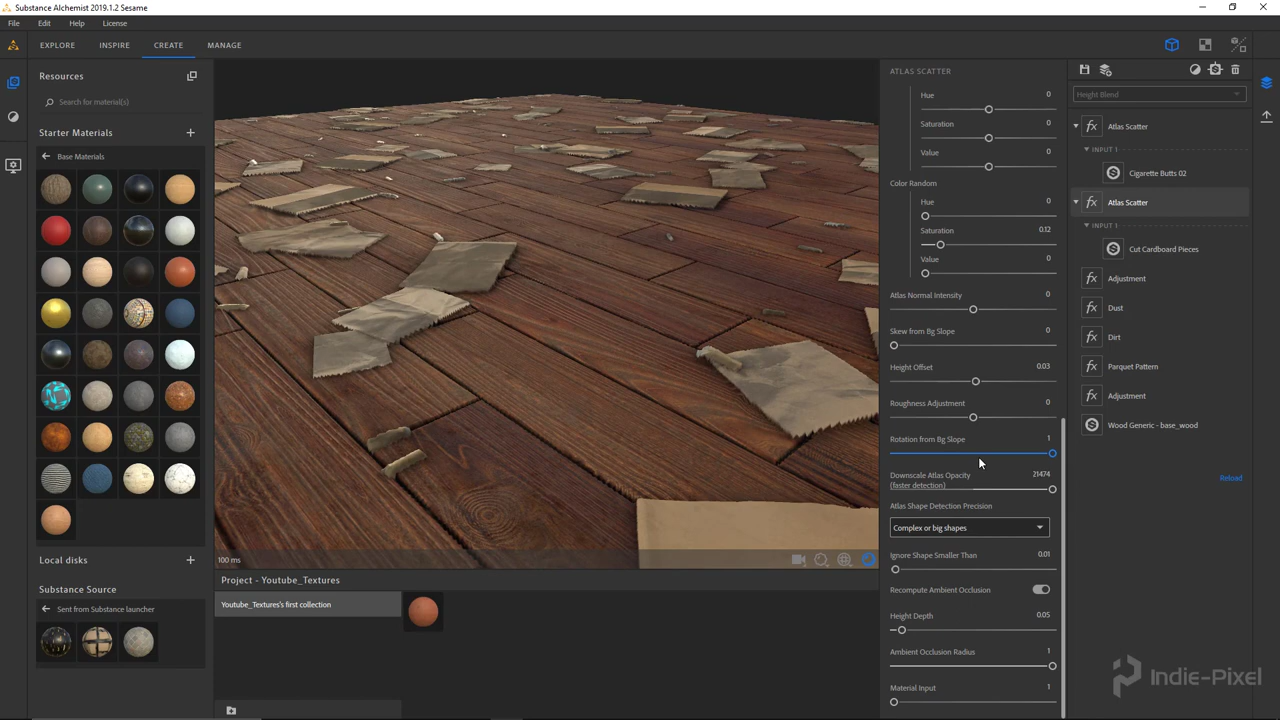 Substance Alchemist 2019.1.2 Sesame
File Edit Help License
EXPLORE INSPIRE CREATE MANAGE
Resources
Search for material(s)
Starter Materials
Base Materials
Local disks
Substance Source
Sent from Substance launcher
100 ms
Project - Youtube_Textures
Youtube_Textures's first collection
ATLAS SCATTER
Hue 0
Saturation 0
Value 0
Color Random
Hue 0
Saturation 0.12
Value 0
Atlas Normal Intensity 0
Skew from Bg Slope 0
Height Offset 0.03
Roughness Adjustment 0
Rotation from Bg Slope 1
Downscale Atlas Opacity 21474
(faster detection)
Atlas Shape Detection Precision
Complex or big shapes
Ignore Shape Smaller Than 0.01
Recompute Ambient Occlusion
Height Depth 0.05
Ambient Occlusion Radius 1
Material Input 1
Height Blend
Atlas Scatter
INPUT 1
Cigarette Butts 02
Atlas Scatter
INPUT 1
Cut Cardboard Pieces
Adjustment
Dust
Dirt
Parquet Pattern
Adjustment
Wood Generic - base_wood
Reload
Indie-Pixel